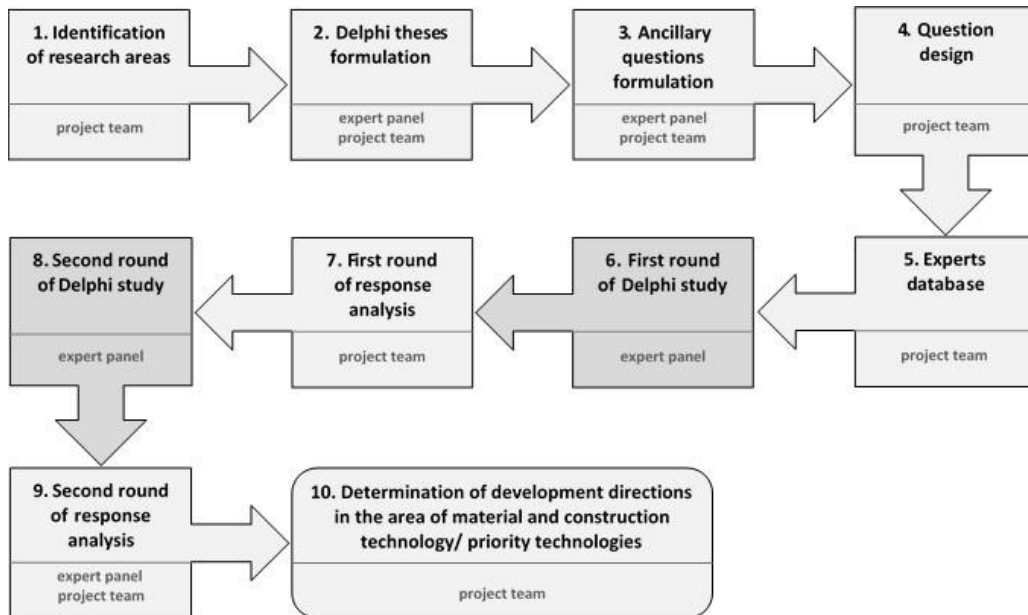 1. Identification
of research areas
project team
2. Delphi theses
formulation
expert panel
project team
3. Ancillary
questions
formulation
expert panel
project team
4. Question
design
project team
5. Experts
database
project team
6. First round
of Delphi study
expert panel
7. First round
of response
analysis
project team
8. Second round
of Delphi study
expert panel
9. Second round
of response
analysis
expert panel
project team
10. Determination of development directions
in the area of material and construction
technology/ priority technologies
project team